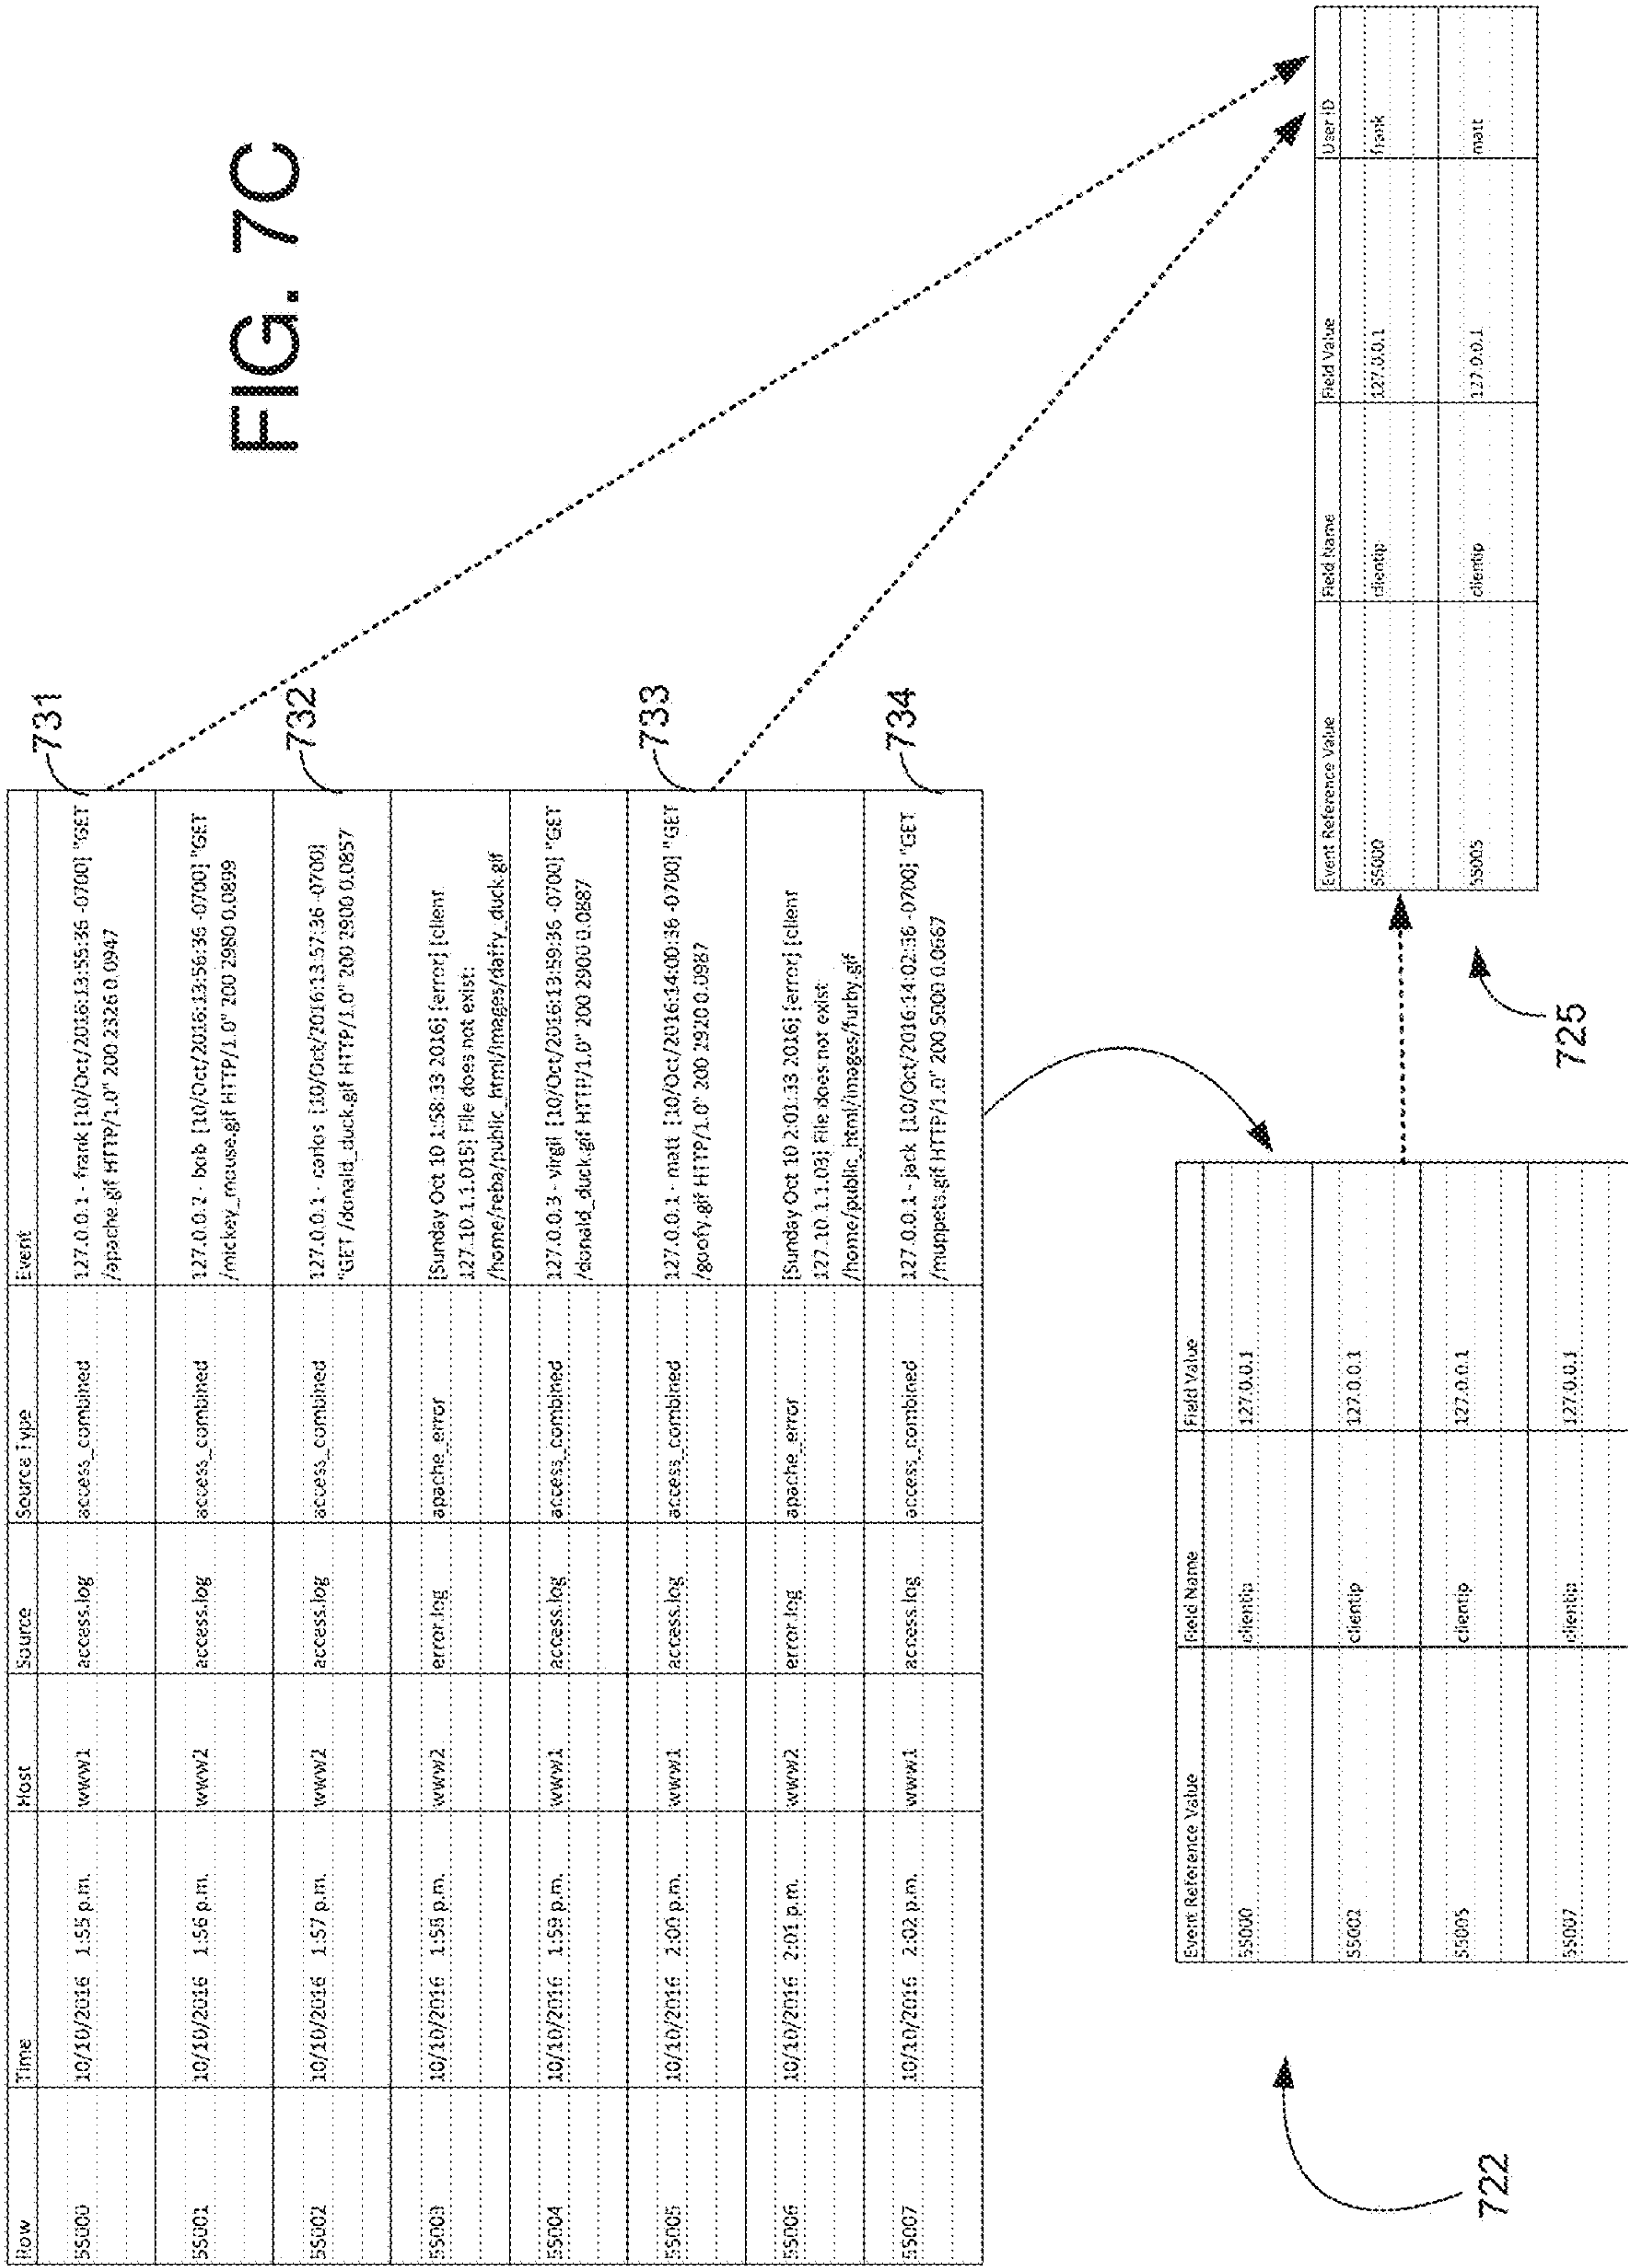 FIG. 7C
Row Time Host Source Source Type Event
55000 10/10/2016 1:55 p.m. www1 access.log access_combined 127.0.0.1 - frank [10/Oct/2016:13:55:36 -0700] "GET
/apache.gif HTTP/1.0" 200 2326 0.0947
731
55001 10/10/2016 1:56 p.m. www2 access.log access_combined 127.0.0.2 - bob [10/Oct/2016:13:56:36 -0700] "GET
/mickey_mouse.gif HTTP/1.0" 200 2980 0.0899
55002 10/10/2016 1:57 p.m. www2 access.log access_combined 127.0.0.1 - carlos [10/Oct/2016:13:57:36 -0700]
"GET /donald_duck.gif HTTP/1.0" 200 2900 0.0857
732
55003 10/10/2016 1:58 p.m. www2 error.log apache_error [Sunday Oct 10 1:58:33 2016] [error] [client
127.10.1.1.015] File does not exist:
/home/reba/public_html/images/daffy_duck.gif
55004 10/10/2016 1:59 p.m. www1 access.log access_combined 127.0.0.3 - virgil [10/Oct/2016:13:59:36 -0700] "GET
/donald_duck.gif HTTP/1.0" 200 2900 0.0887
55005 10/10/2016 2:00 p.m. www1 access.log access_combined 127.0.0.1 - matt [10/Oct/2016:14:00:36 -0700] "GET
/goofy.gif HTTP/1.0" 200 2920 0.0987
733
55006 10/10/2016 2:01 p.m. www2 error.log apache_error [Sunday Oct 10 2:01:33 2016] [error] [client
127.10.1.1.03] File does not exist:
/home/public_html/images/furby.gif
55007 10/10/2016 2:02 p.m. www1 access.log access_combined 127.0.0.1 - jack [10/Oct/2016:14:02:36 -0700] "GET
/muppets.gif HTTP/1.0" 200 5000 0.0667
734
Event Reference Value Field Name Field Value
55000 clientip 127.0.0.1
55002 clientip 127.0.0.1
55005 clientip 127.0.0.1
55007 clientip 127.0.0.1
722
Event Reference Value Field Name Field Value User ID
55000 clientip 127.0.0.1 frank
55005 clientip 127.0.0.1 matt
725